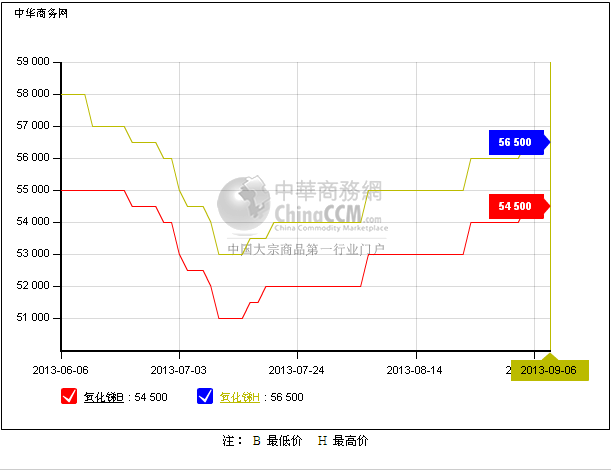 中华商务网
59 000
58 000
57 000
56 000
55 000
54 000
53 000
52 000
51 000
56 500
54 500
中華商務網
ChinaCCM.com
China Commodity Marketplace
中国大宗商品第一行业门户
2013-06-06
2013-07-03
2013-07-24
2013-08-14
2013-09-06
氧化锑B : 54 500
氧化锑H : 56 500
注： B 最低价 H 最高价